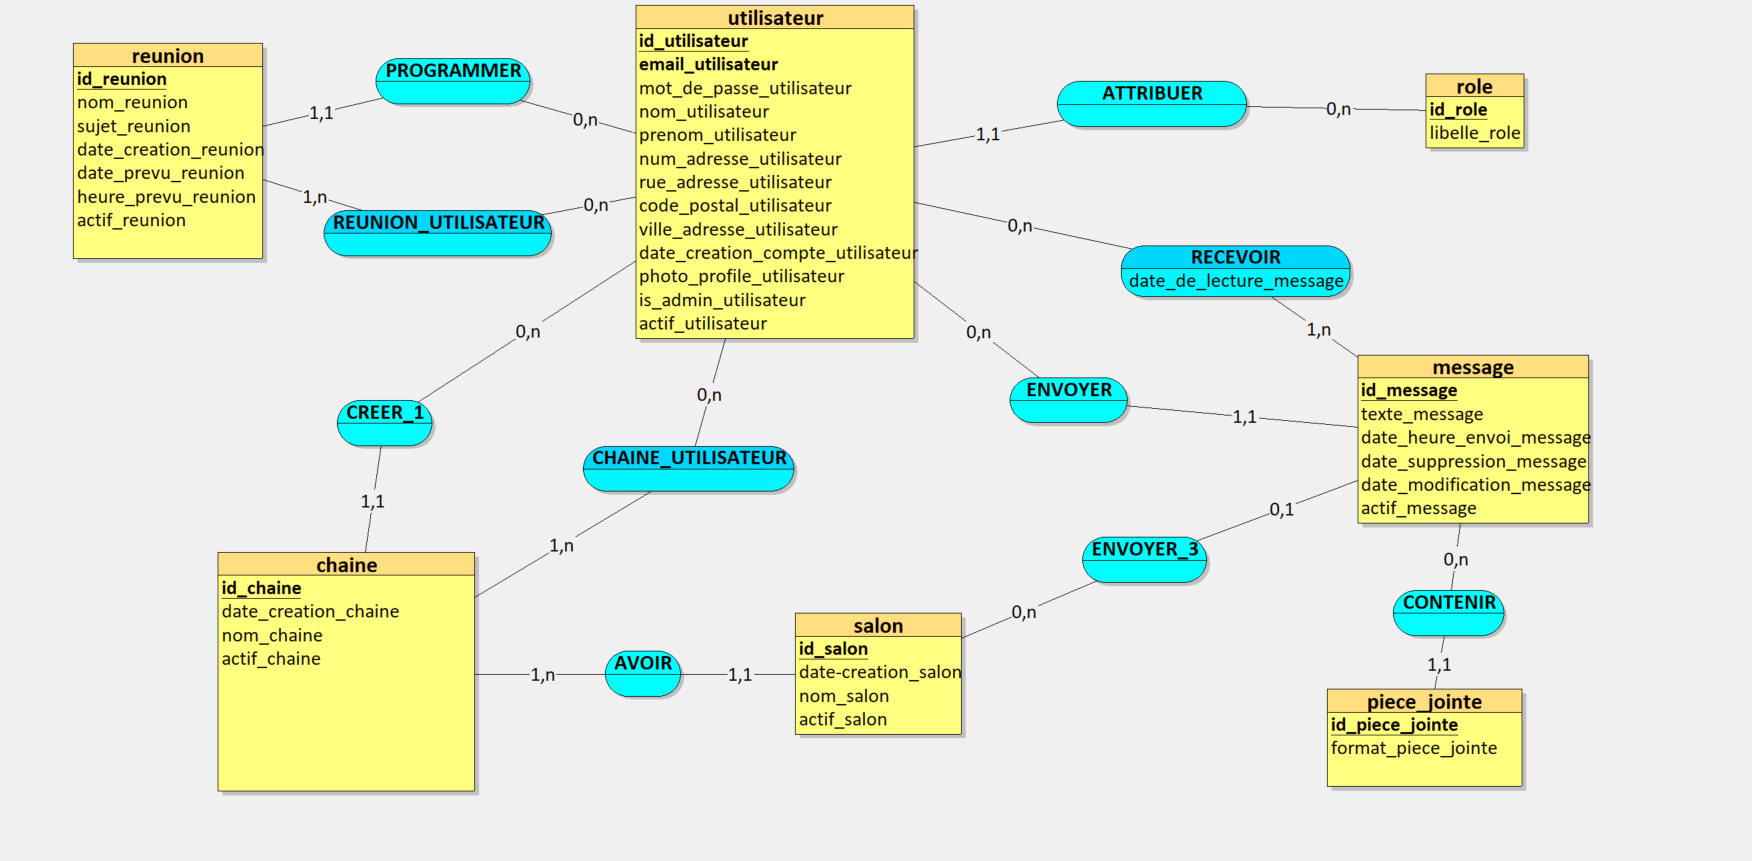 utilisateur
id_utilisateur
email_utilisateur
mot_de_passe_utilisateur
nom_utilisateur
prenom_utilisateur
num_adresse_utilisateur
rue_adresse_utilisateur
code_postal_utilisateur
ville_adresse_utilisateur
date_creation_compte_utilisateur
photo_profile_utilisateur
is_admin_utilisateur
actif_utilisateur
reunion
id_reunion
nom_reunion
sujet_reunion
date_creation_reunion
date_prevu_reunion
heure_prevu_reunion
actif_reunion
PROGRAMMER
1,1
0,n
REUNION_UTILISATEUR
1,n
0,n
ATTRIBUER
1,1
0,n
role
id_role
libelle_role
RECEVOIR
date_de_lecture_message
0,n
1,n
ENVOYER
0,n
1,1
message
id_message
texte_message
date_heure_envoi_message
date_suppression_message
date_modification_message
actif_message
CREER_1
0,n
1,1
CHAINE_UTILISATEUR
0,n
1,n
chaine
id_chaine
date_creation_chaine
nom_chaine
actif_chaine
AVOIR
1,n
1,1
salon
id_salon
date-creation_salon
nom_salon
actif_salon
ENVOYER_3
0,1
0,n
CONTENIR
0,n
1,1
piece_jointe
id_piece_jointe
format_piece_jointe